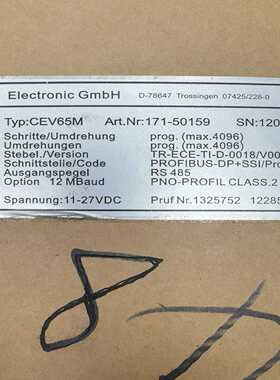 Electronic GmbH D-78647 Trossingen 07425/228-0
Typ:CEV65M Art.Nr:171-50159 SN:120
Schritte/Umdrehung prog. (max.4096)
Umdrehungen prog. (max.4096)
Stebel./Version TR-ECE-TI-D-0018/V00
Schnittstelle/Code PROFIBUS-DP+SSI/Pro
Ausgangspegel RS 485
Option 12 MBaud PNO-PROFIL CLASS.2
Spannung:11-27VDC Pruf Nr.1325752 12285
8